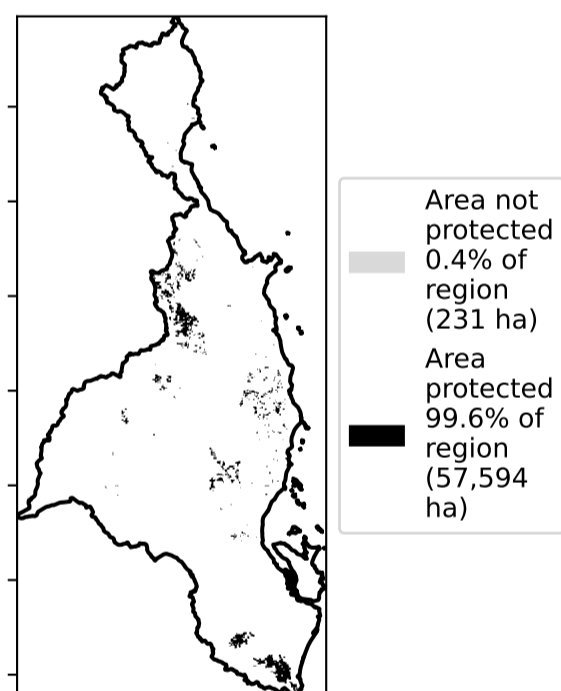 Area not
protected
0.4% of
region
(231 ha)
Area
protected
99.6% of
region
(57,594
ha)